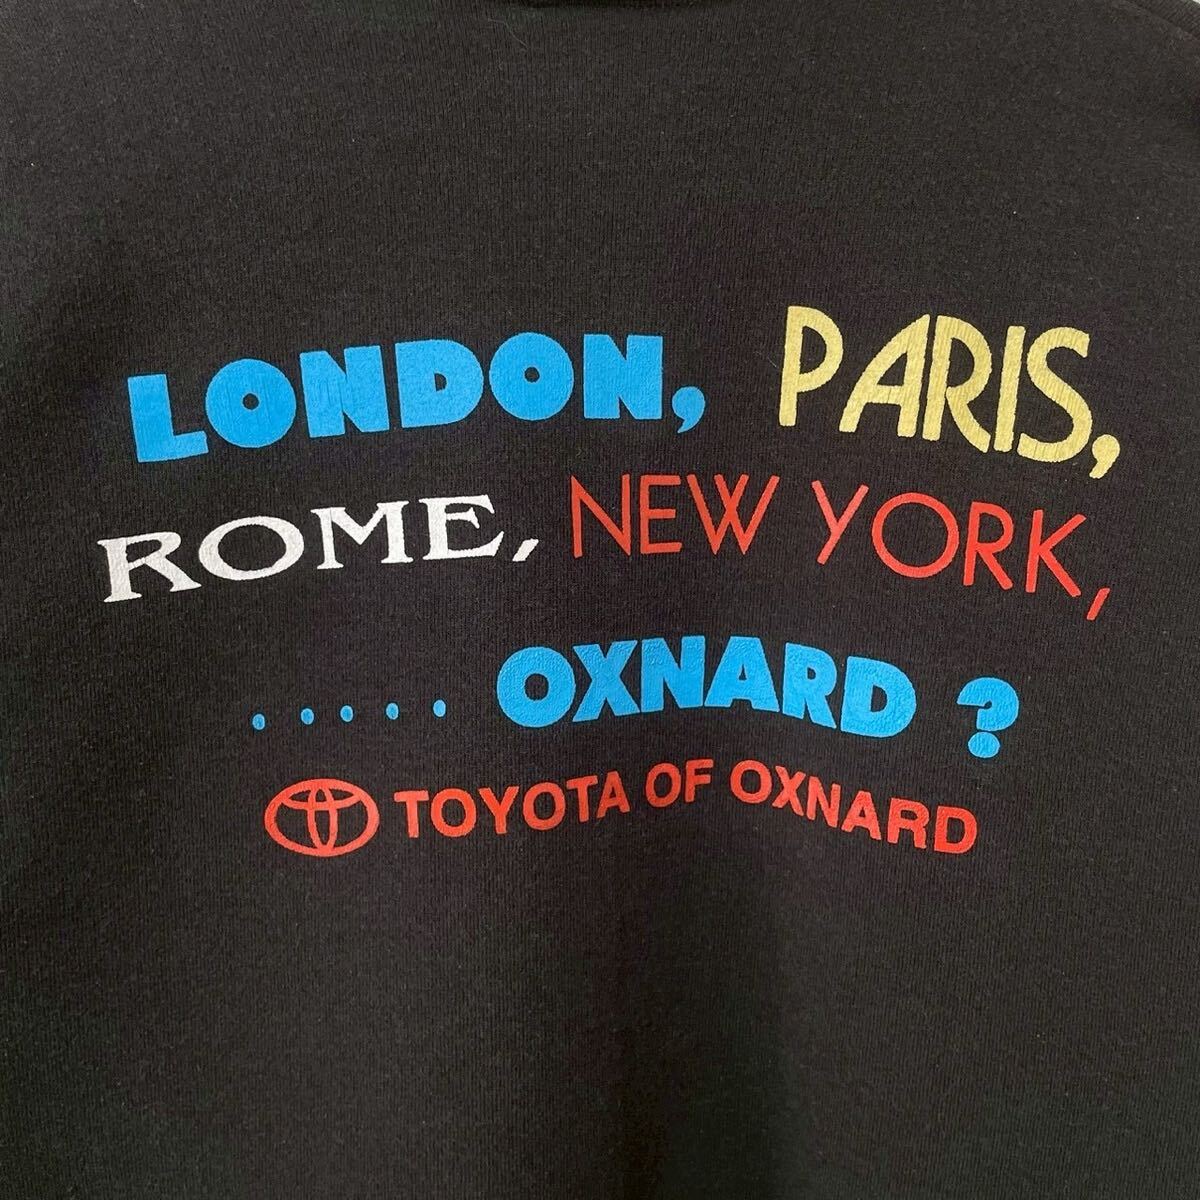 LONDON, PARIS,
ROME, NEW YORK,
..... OXNARD ?
TOYOTA OF OXNARD